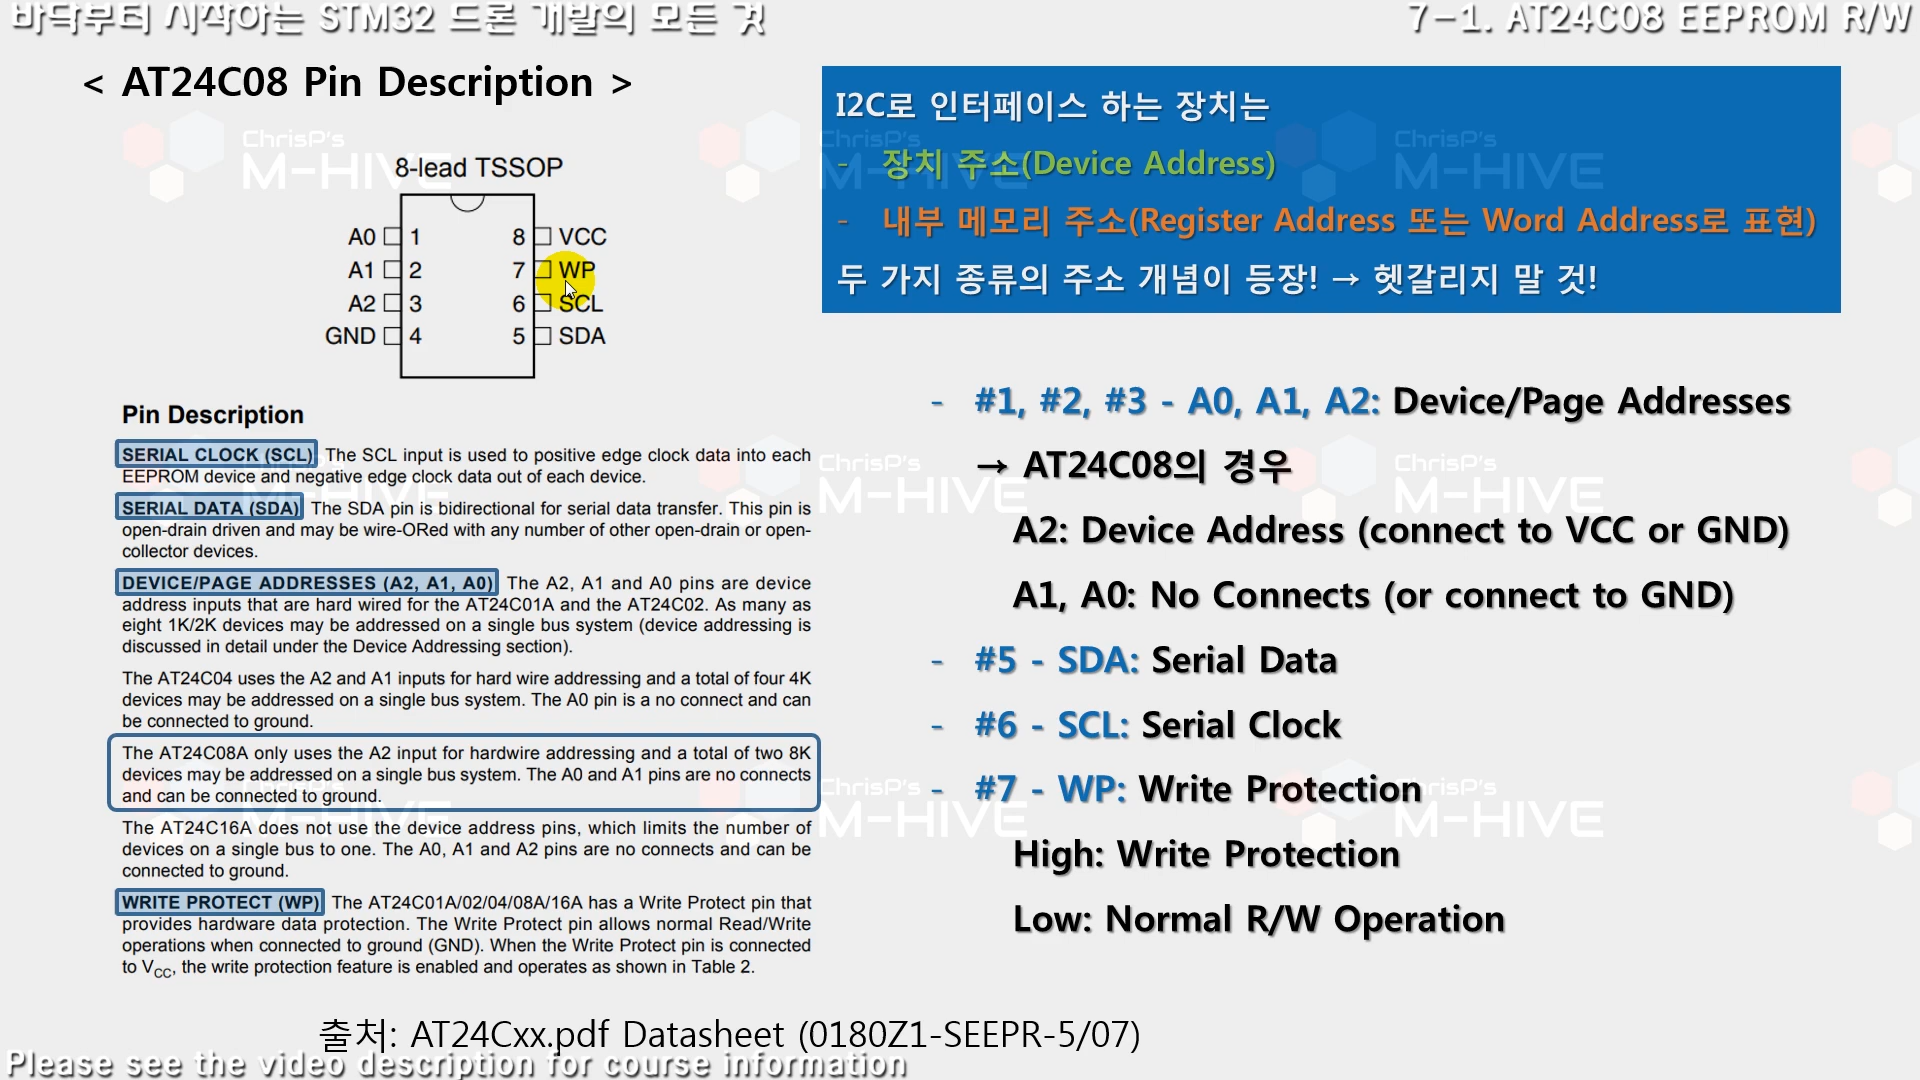 바닥부터 시작하는 STM32 드론 개발의 모든 것
7-1. AT24C08 EEPROM R/W
< AT24C08 Pin Description >
8-lead TSSOP
A0 1 8 VCC
A1 2 7 WP
A2 3 6 SCL
GND 4 5 SDA
I2C로 인터페이스 하는 장치는
- 장치 주소(Device Address)
- 내부 메모리 주소(Register Address 또는 Word Address로 표현)
두 가지 종류의 주소 개념이 등장! → 헷갈리지 말 것!
Pin Description
SERIAL CLOCK (SCL) The SCL input is used to positive edge clock data into each
EEPROM device and negative edge clock data out of each device.
SERIAL DATA (SDA) The SDA pin is bidirectional for serial data transfer. This pin is
open-drain driven and may be wire-ORed with any number of other open-drain or open-
collector devices.
DEVICE/PAGE ADDRESSES (A2, A1, A0) The A2, A1 and A0 pins are device
address inputs that are hard wired for the AT24C01A and the AT24C02. As many as
eight 1K/2K devices may be addressed on a single bus system (device addressing is
discussed in detail under the Device Addressing section).
The AT24C04 uses the A2 and A1 inputs for hard wire addressing and a total of four 4K
devices may be addressed on a single bus system. The A0 pin is a no connect and can
be connected to ground.
The AT24C08A only uses the A2 input for hardwire addressing and a total of two 8K
devices may be addressed on a single bus system. The A0 and A1 pins are no connects
and can be connected to ground.
The AT24C16A does not use the device address pins, which limits the number of
devices on a single bus to one. The A0, A1 and A2 pins are no connects and can be
connected to ground.
WRITE PROTECT (WP) The AT24C01A/02/04/08A/16A has a Write Protect pin that
provides hardware data protection. The Write Protect pin allows normal Read/Write
operations when connected to ground (GND). When the Write Protect pin is connected
to VCC, the write protection feature is enabled and operates as shown in Table 2.
- #1, #2, #3 - A0, A1, A2: Device/Page Addresses
→ AT24C08의 경우
A2: Device Address (connect to VCC or GND)
A1, A0: No Connects (or connect to GND)
- #5 - SDA: Serial Data
- #6 - SCL: Serial Clock
- #7 - WP: Write Protection
High: Write Protection
Low: Normal R/W Operation
출처: AT24Cxx.pdf Datasheet (0180Z1-SEEPR-5/07)
Please see the video description for course information
ChrisP's
M-HIVE
ChrisP's
M-HIVE
ChrisP's
M-HIVE
ChrisP's
M-HIVE
ChrisP's
M-HIVE
ChrisP's
M-HIVE
ChrisP's
M-HIVE